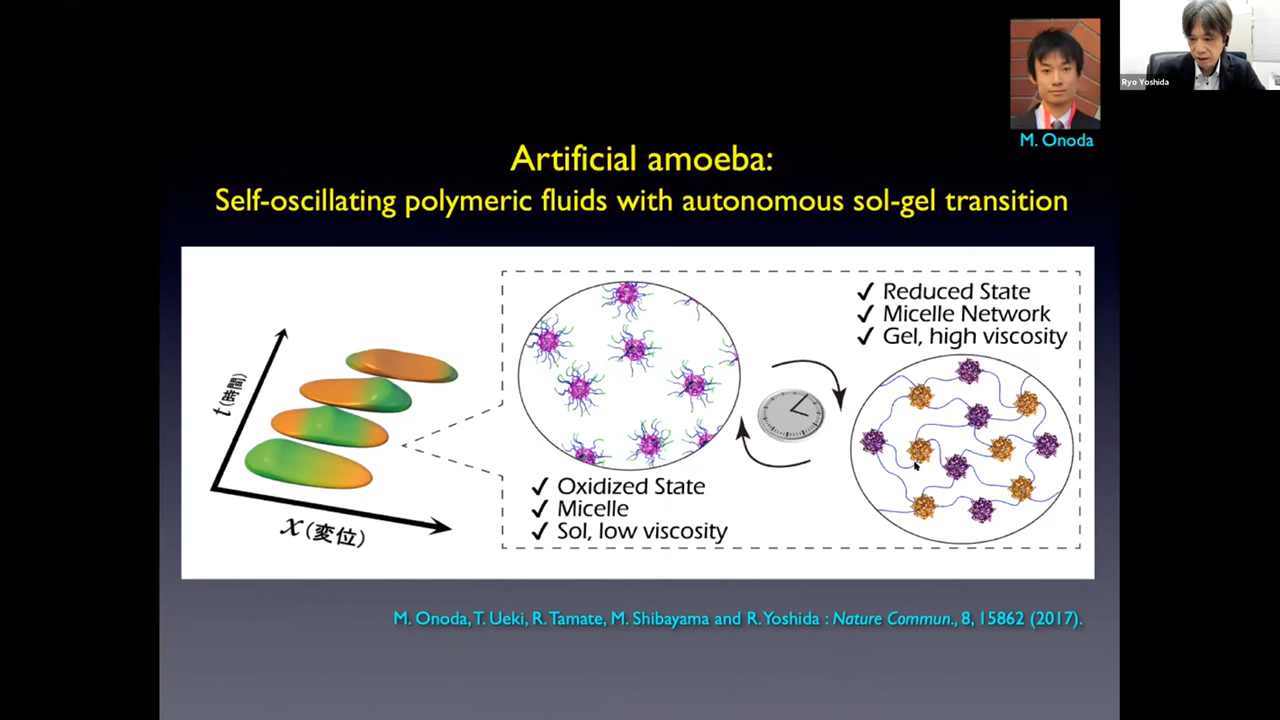 Ryo Yoshida
M. Onoda
Artificial amoeba:
Self-oscillating polymeric fluids with autonomous sol-gel transition
t (時間)
x (変位)
✓ Oxidized State
✓ Micelle
✓ Sol, low viscosity
✓ Reduced State
✓ Micelle Network
✓ Gel, high viscosity
M. Onoda, T. Ueki, R. Tamate, M. Shibayama and R. Yoshida : Nature Commun., 8, 15862 (2017).